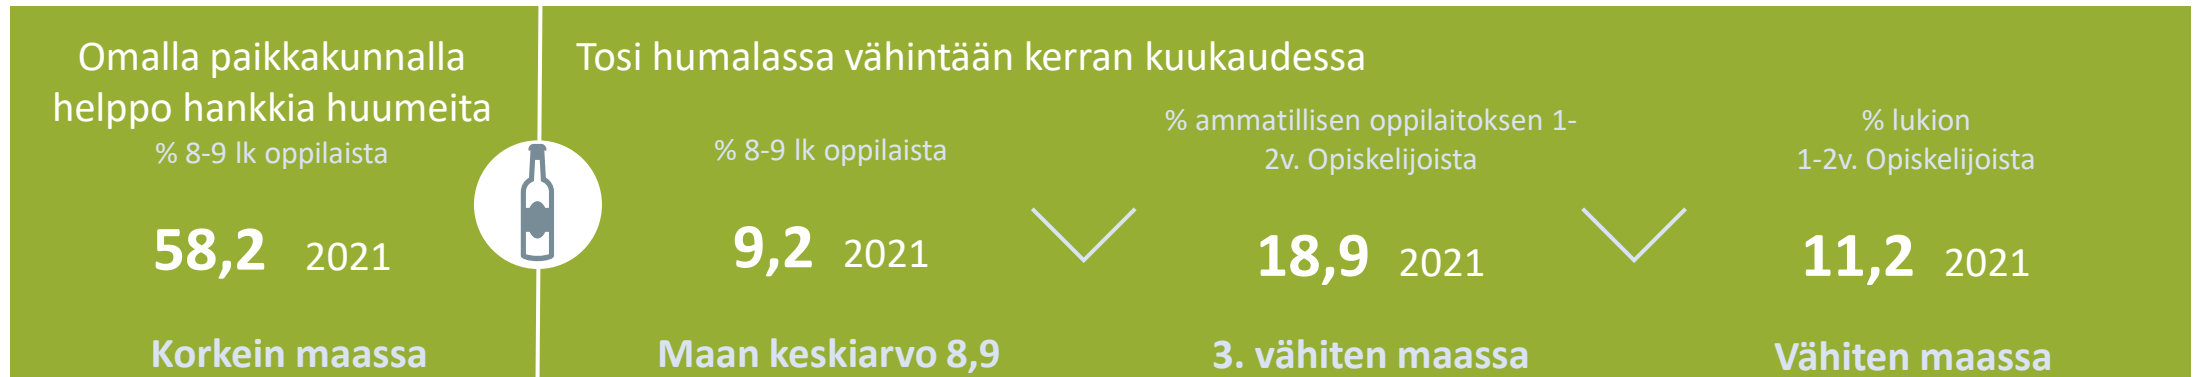 Omalla paikkakunnalla
helppo hankkia huumeita
% 8-9 lk oppilaista
58,2 2021
Korkein maassa
Tosi humalassa vähintään kerran kuukaudessa
% 8-9 lk oppilaista
9,2 2021
Maan keskiarvo 8,9
% ammatillisen oppilaitoksen 1-
2v. Opiskelijoista
18,9 2021
3. vähiten maassa
% lukion
1-2v. Opiskelijoista
11,2 2021
Vähiten maassa